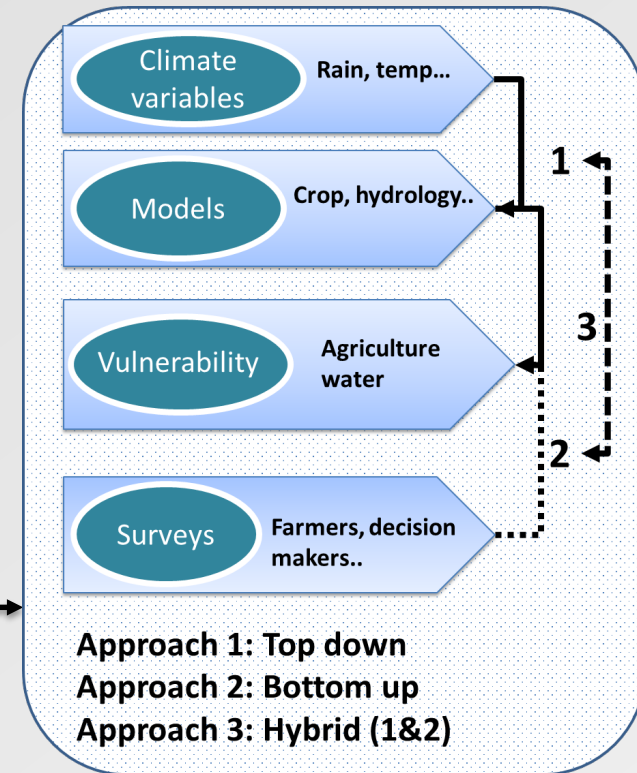 Climate
variables
Rain, temp...
1
Models
Crop, hydrology..
3
Vulnerability
Agriculture
water
2
Surveys
Farmers, decision
makers..
Approach 1: Top down
Approach 2: Bottom up
Approach 3: Hybrid (1&2)